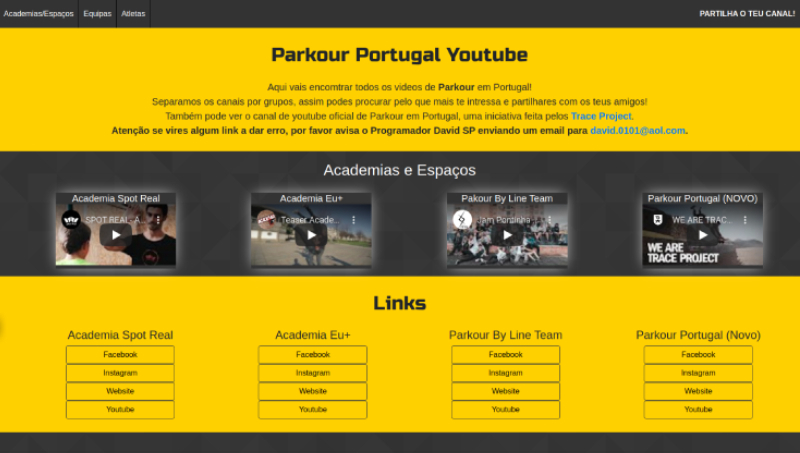 Academias/Espaços Equipas Atletas PARTILHA O TEU CANAL!
Parkour Portugal Youtube
Aqui vais encomtrar todos os videos de Parkour em Portugal!
Separamos os canais por grupos, assim podes procurar pelo que mais te intressa e partilhares com os teus amigos!
Também podе ver o canal de youtube oficial de Parkour em Portugal, uma iniciativa feita pelos Trace Project.
Atenção se vires algum link a dar erro, por favor avisa o Programador David SP enviando um email para david.0101@aol.com.
Academias e Espaços
Academia Spot Real Academia Eu+ Pakour By Line Team Parkour Portugal (NOVO)
SPOT REAL - A... Teaser Acade... Jam Pontinha WE ARE TRAC...
WE ARE
TRACE PROJECT
Links
Academia Spot Real Academia Eu+ Parkour By Line Team Parkour Portugal (Novo)
Facebook Facebook Facebook Facebook
Instagram Instagram Instagram Instagram
Website Website Website Website
Youtube Youtube Youtube Youtube